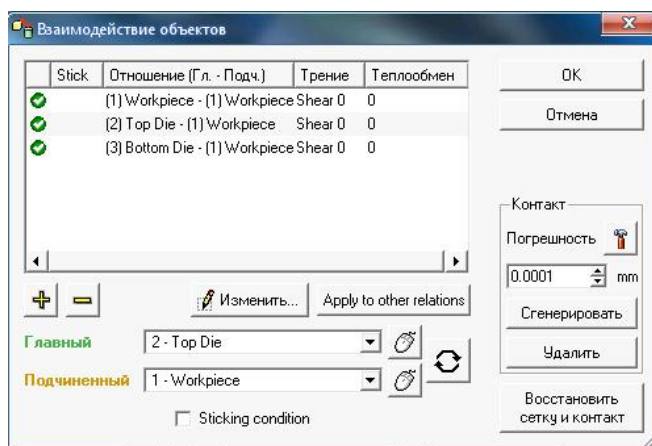 Взаимодействие объектов
Stick Отношение (Гл. - Подч.) Трение Теплообмен
(1) Workpiece - (1) Workpiece Shear 0 0
(2) Top Die - (1) Workpiece Shear 0 0
(3) Bottom Die - (1) Workpiece Shear 0 0
OK
Отмена
Контакт
Погрешность
0.0001 mm
Сгенерировать
Удалить
Восстановить
сетку и контакт
Изменить... Apply to other relations
Главный 2 - Top Die
Подчиненный 1 - Workpiece
Sticking condition